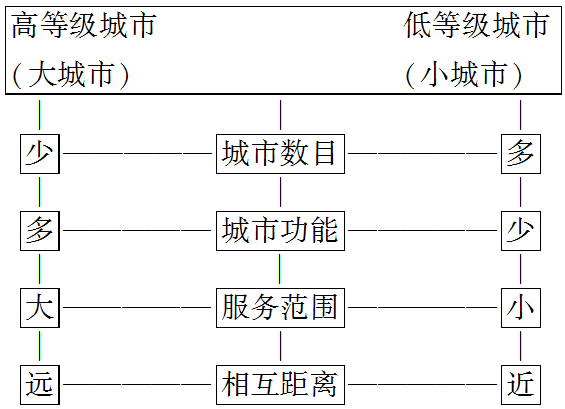 高等级城市 低等级城市
(大城市) (小城市)
少 城市数目 多
多 城市功能 少
大 服务范围 小
远 相互距离 近